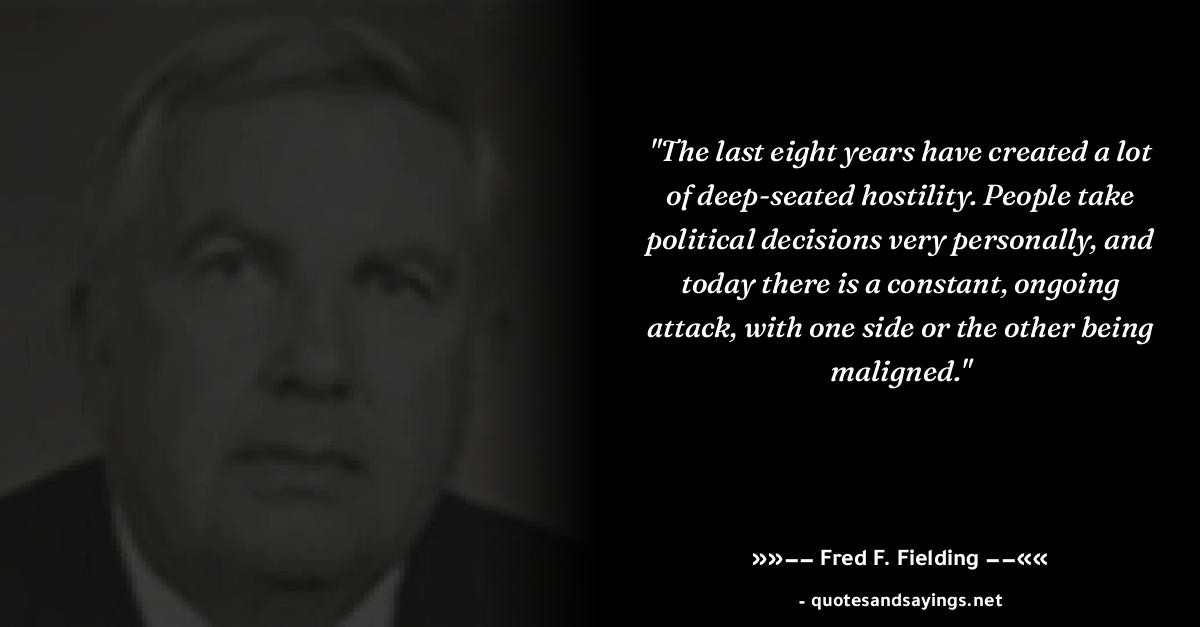 "The last eight years have created a lot
of deep-seated hostility. People take
political decisions very personally, and
today there is a constant, ongoing
attack, with one side or the other being
maligned."
»»–– Fred F. Fielding ––««
- quotesandsayings.net